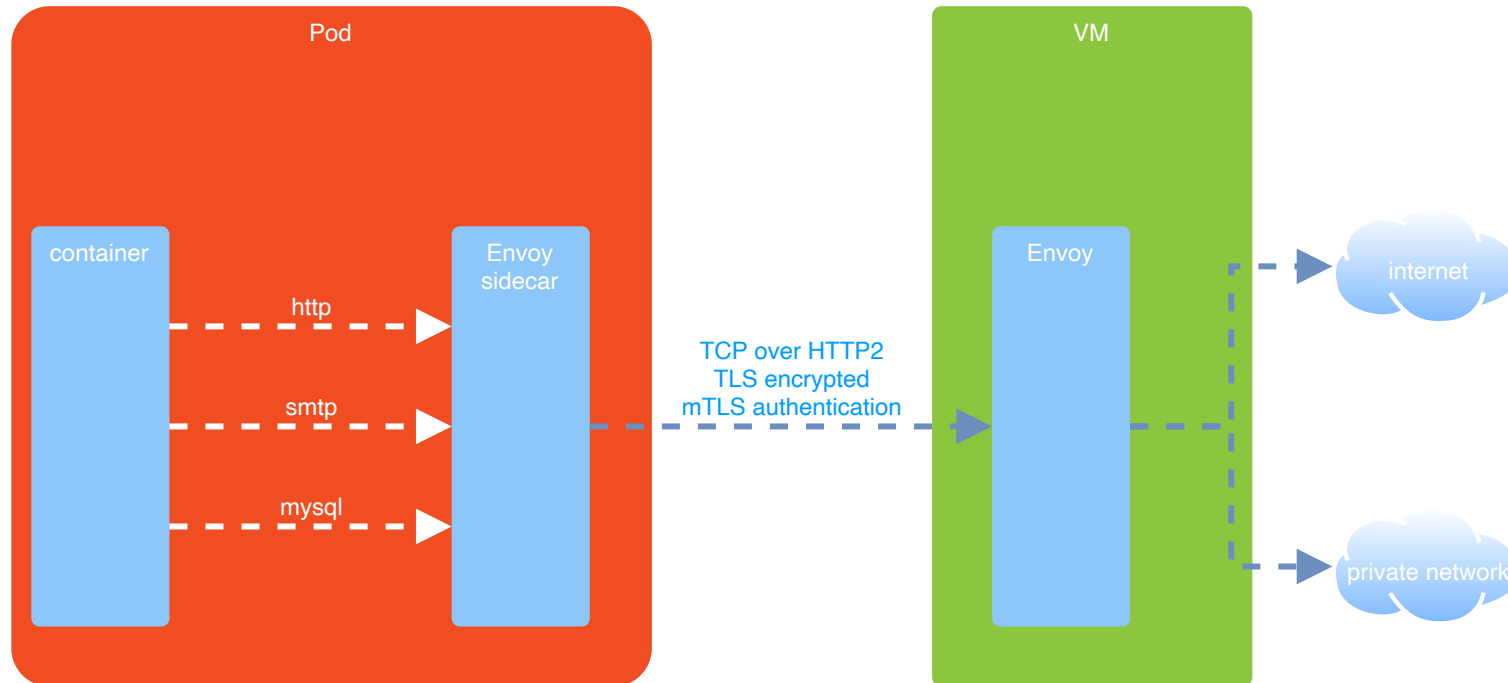 Pod
VM
container
Envoy
sidecar
Envoy
internet
http
TCP over HTTP2
TLS encrypted
mTLS authentication
smtp
mysql
private network